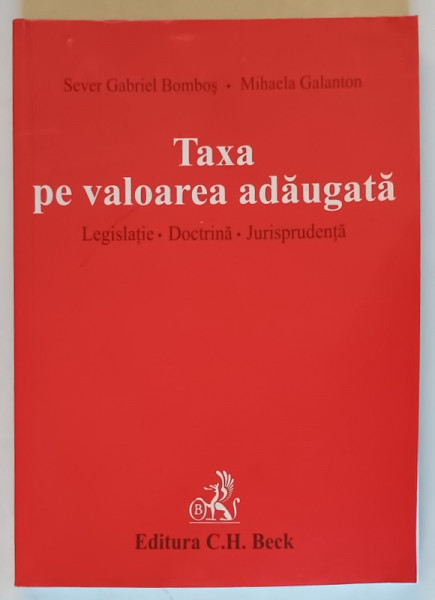 Sever Gabriel Bomboş • Mihaela Galanton
Taxa
pe valoarea adăugată
Legislaţie • Doctrină • Jurisprudenţă
B
Editura C.H. Beck